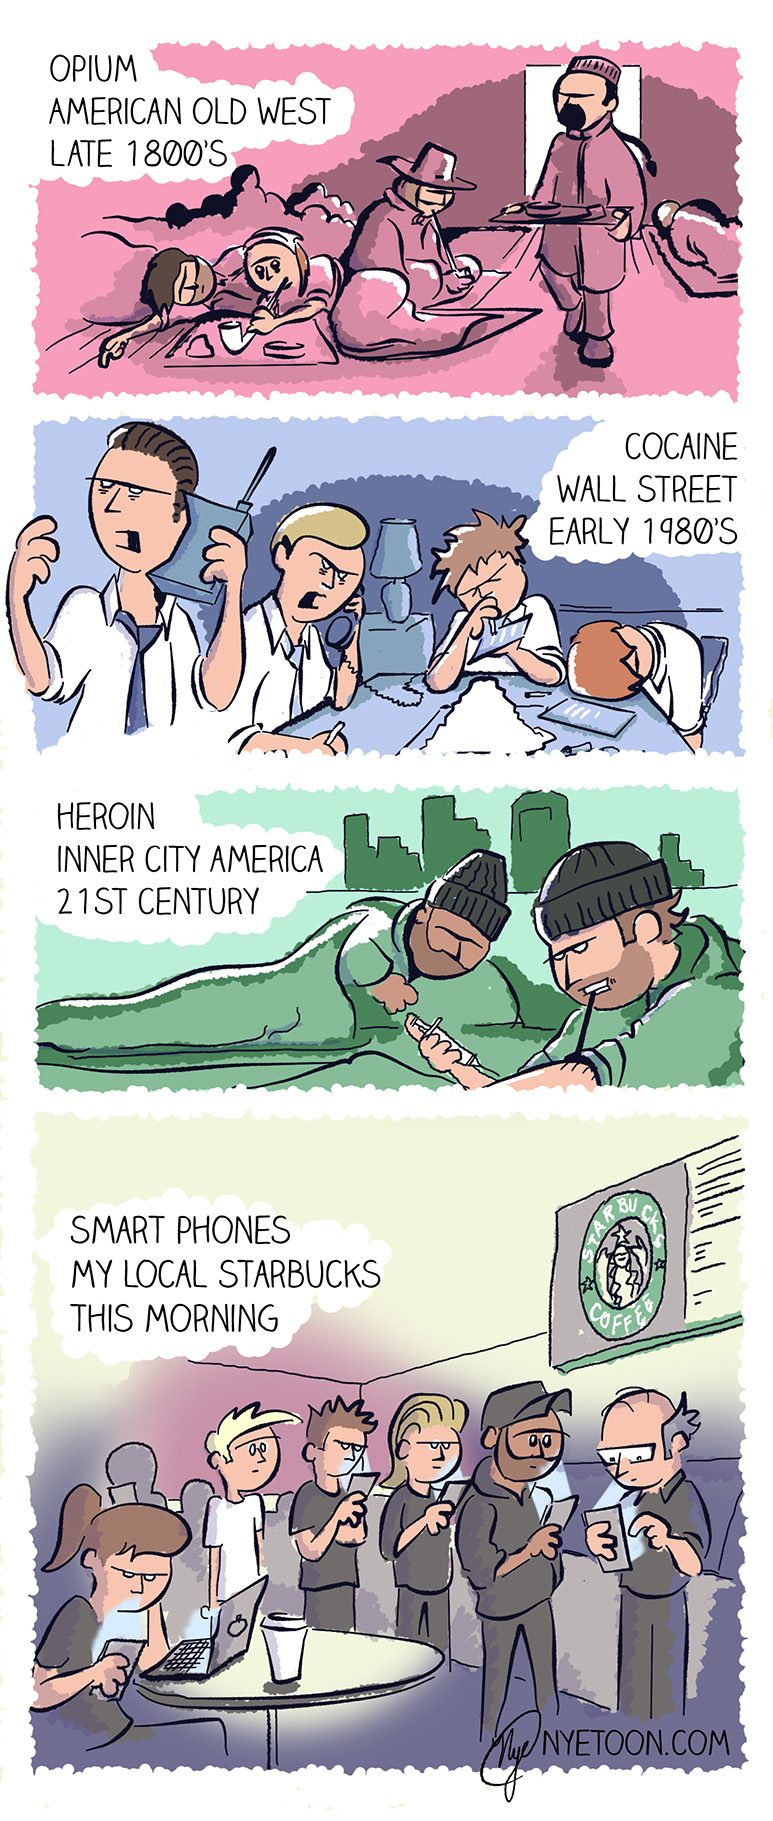 OPIUM
AMERICAN OLD WEST
LATE 1800'S
COCAINE
WALL STREET
EARLY 1980'S
HEROIN
INNER CITY AMERICA
21ST CENTURY
SMART PHONES
MY LOCAL STARBUCKS
THIS MORNING
STARBUCKS
COFFEE
Nye NYETOON.COM